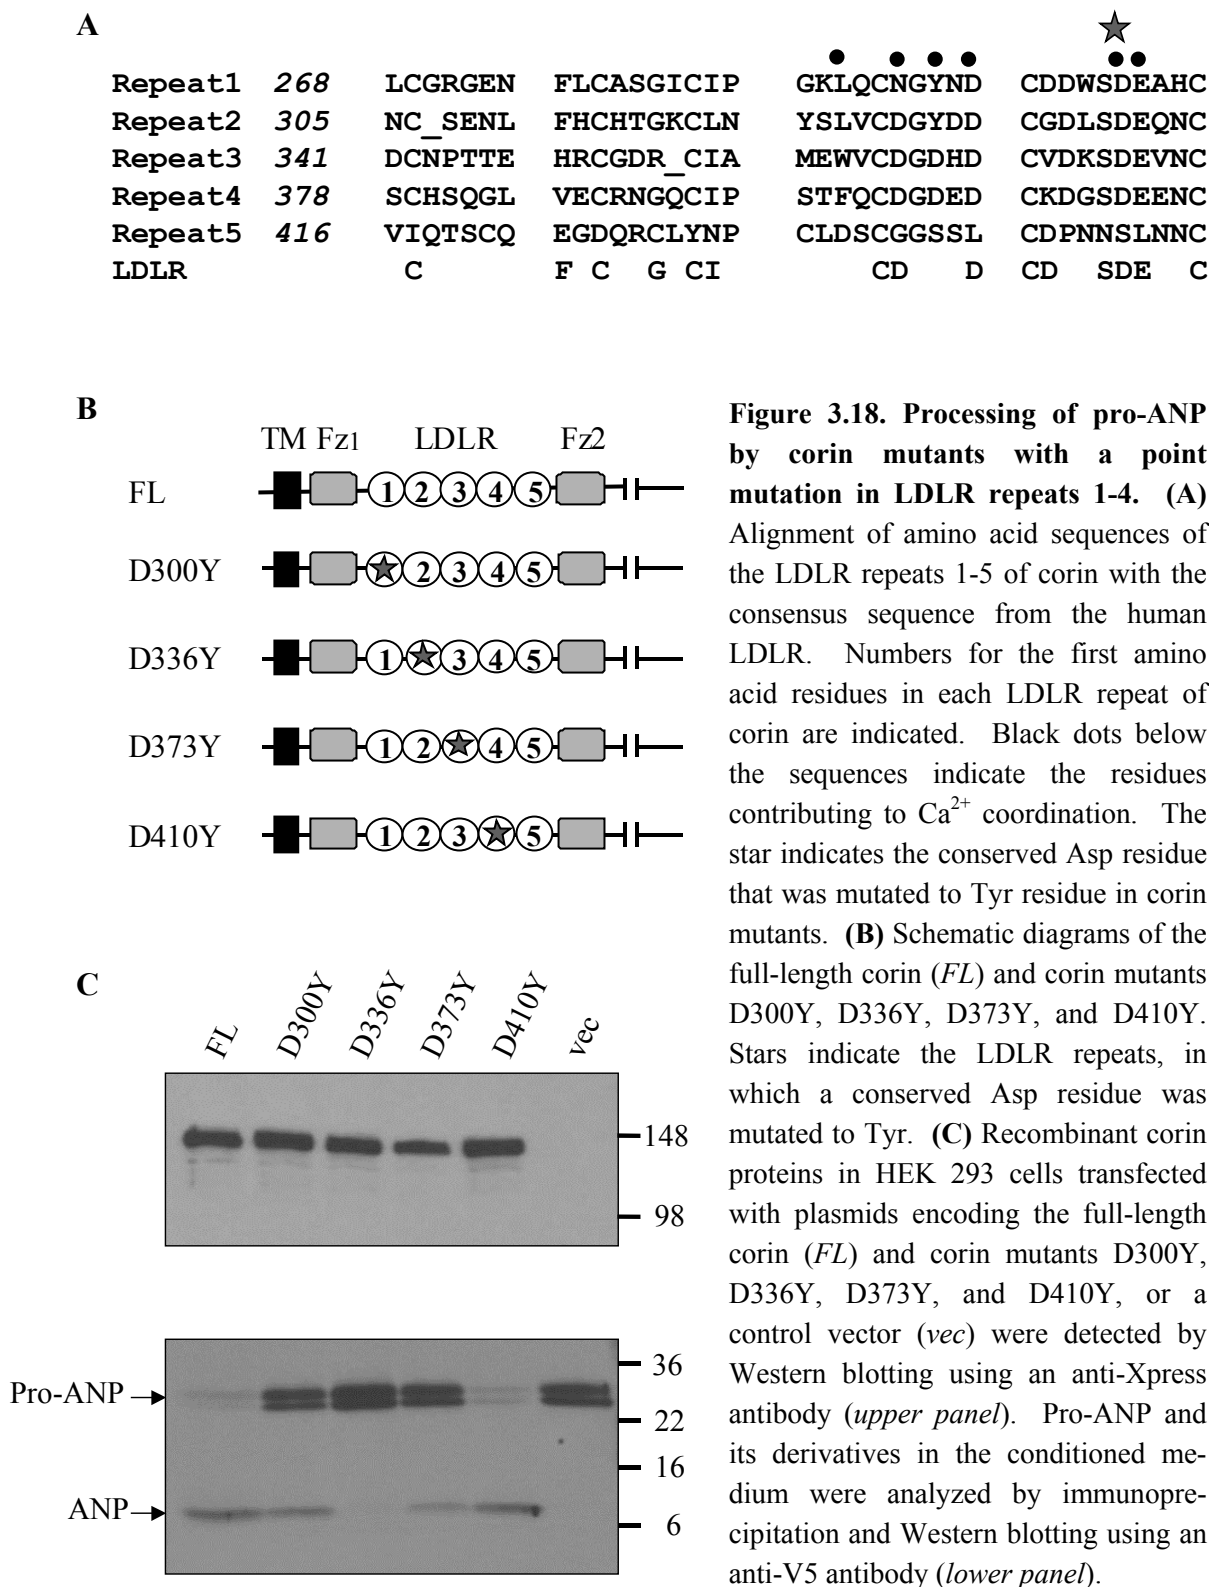 A
Repeat1 268 LCGRGEN FLCASGICIP GKLQCNGYND CDDWSDEAHC
Repeat2 305 NC_SENL FHCHTGKCLN YSLVCDGYDD CGDLSDEQNC
Repeat3 341 DCNPTTE HRCGDR_CIA MEWVCDGDHD CVDKSDEVNC
Repeat4 378 SCHSQGL VECRNGQCIP STFQCDGDED CKDGSDEENC
Repeat5 416 VIQTSCQ EGDQRCLYNP CLDSCGGSSL CDPNNSLNNC
LDLR C F C G CI CD D CD SDE C
B
TM Fz1 LDLR Fz2
FL 1 2 3 4 5
D300Y 2 3 4 5
D336Y 1 3 4 5
D373Y 1 2 4 5
D410Y 1 2 3 5
C
FL D300Y D336Y D373Y D410Y vec
148
98
36
Pro-ANP
22
16
ANP
6
Figure 3.18. Processing of pro-ANP
by corin mutants with a point
mutation in LDLR repeats 1-4. (A)
Alignment of amino acid sequences of
the LDLR repeats 1-5 of corin with the
consensus sequence from the human
LDLR. Numbers for the first amino
acid residues in each LDLR repeat of
corin are indicated. Black dots below
the sequences indicate the residues
contributing to Ca2+ coordination. The
star indicates the conserved Asp residue
that was mutated to Tyr residue in corin
mutants. (B) Schematic diagrams of the
full-length corin (FL) and corin mutants
D300Y, D336Y, D373Y, and D410Y.
Stars indicate the LDLR repeats, in
which a conserved Asp residue was
mutated to Tyr. (C) Recombinant corin
proteins in HEK 293 cells transfected
with plasmids encoding the full-length
corin (FL) and corin mutants D300Y,
D336Y, D373Y, and D410Y, or a
control vector (vec) were detected by
Western blotting using an anti-Xpress
antibody (upper panel). Pro-ANP and
its derivatives in the conditioned me-
dium were analyzed by immunopre-
cipitation and Western blotting using an
anti-V5 antibody (lower panel).